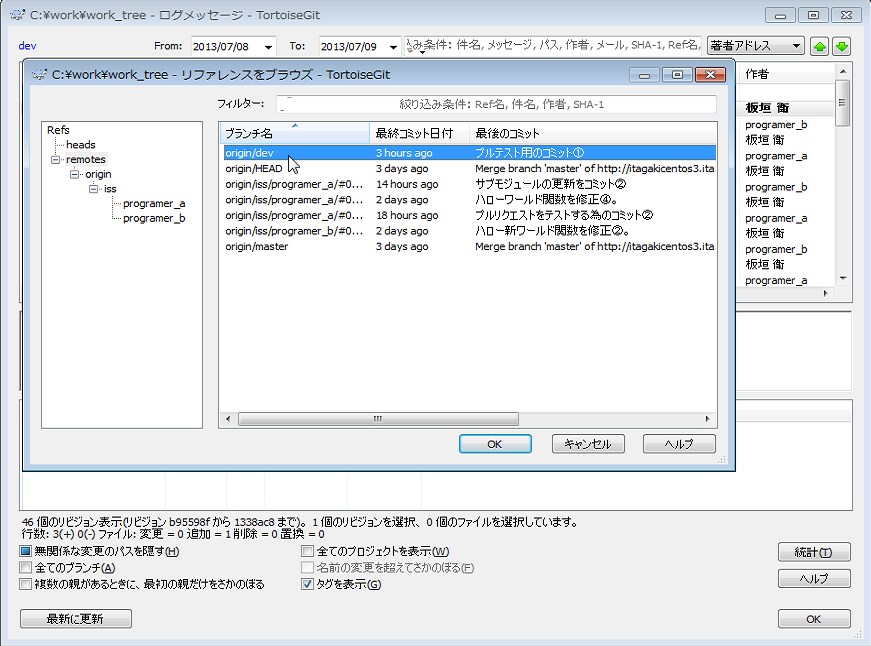 C:¥work¥work_tree - ログメッセージ - TortoiseGit
dev
From: 2013/07/08 To: 2013/07/09
み条件: 件名, メッセージ, パス, 作者, メール, SHA-1, Ref名,
著者アドレス
C:¥work¥work_tree - リファレンスをブラウズ - TortoiseGit
フィルター: 絞り込み条件: Ref名, 件名, 作者, SHA-1
Refs
heads
remotes
origin
iss
programer_a
programer_b
ブランチ名 最終コミット日付 最後のコミット
origin/dev 3 hours ago プルテスト用のコミット①
origin/HEAD 3 days ago Merge branch 'master' of http://itagakicentos3.ita
origin/iss/programer_a/#0... 14 hours ago サブモジュールの更新をコミット②
origin/iss/programer_a/#0... 2 days ago ハローワールド関数を修正④。
origin/iss/programer_a/#0... 18 hours ago プルリクエストをテストする為のコミット②
origin/iss/programer_b/#0... 2 days ago ハロー新ワールド関数を修正②。
origin/master 3 days ago Merge branch 'master' of http://itagakicentos3.ita
OK キャンセル ヘルプ
作者
板垣 衛
programer_b
板垣 衛
programer_a
板垣 衛
programer_b
板垣 衛
programer_a
板垣 衛
programer_b
板垣 衛
programer_a
46 個のリビジョン表示(リビジョン b95598f から 1338ac8 まで)。1 個のリビジョンを選択、0 個のファイルを選択しています。
行数: 3(+) 0(-) ファイル: 変更 = 0 追加 = 1 削除 = 0 置換 = 0
無関係な変更のパスを隠す(H) 全てのプロジェクトを表示(W) 統計(T)
全てのブランチ(A) 名前の変更を超えてさかのぼる(F) ヘルプ
複数の親があるときに、最初の親だけをさかのぼる タグを表示(G)
最新に更新 OK